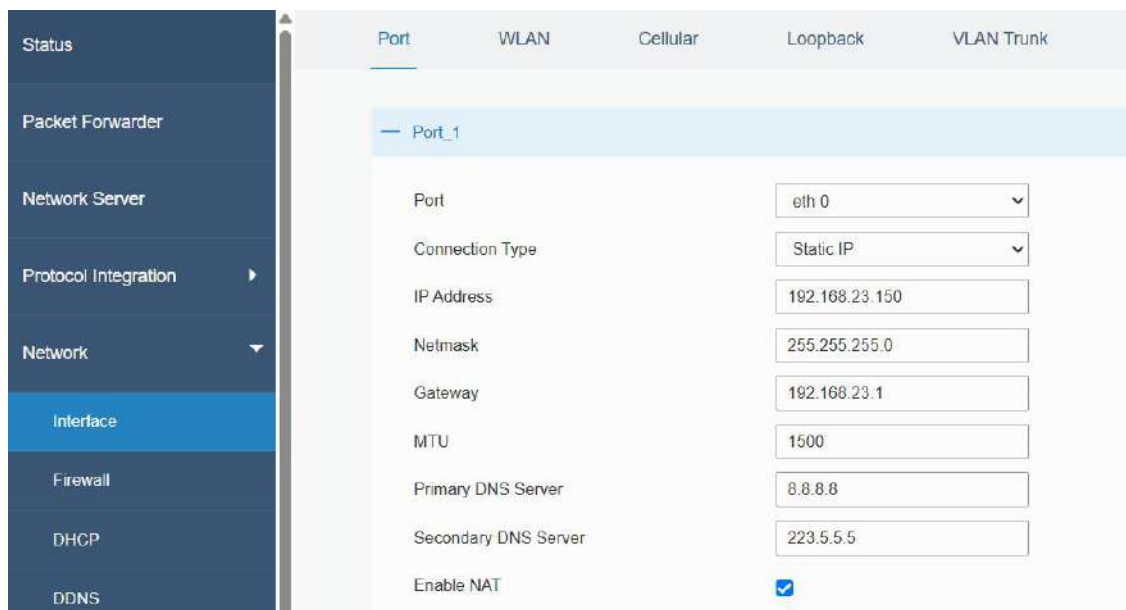 Status
Packet Forwarder
Network Server
Protocol Integration
Network
Interface
Firewall
DHCP
DDNS
Port WLAN Cellular Loopback VLAN Trunk
Port_1
Port eth 0
Connection Type Static IP
IP Address 192.168.23.150
Netmask 255.255.255.0
Gateway 192.168.23.1
MTU 1500
Primary DNS Server 8.8.8.8
Secondary DNS Server 223.5.5.5
Enable NAT